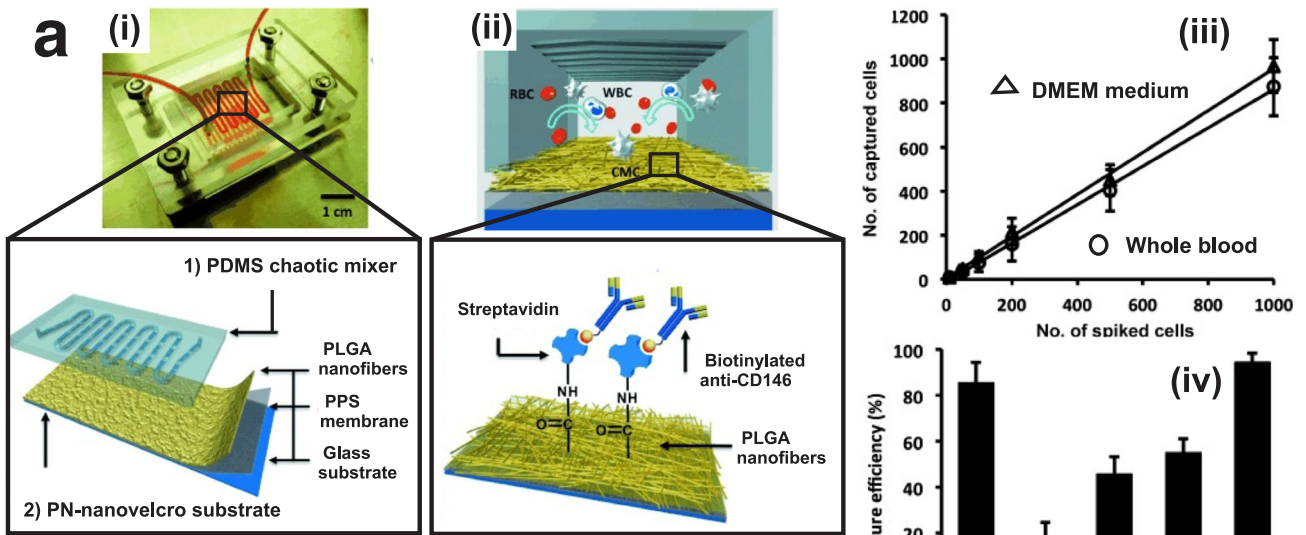 a
(i)
1 cm
1) PDMS chaotic mixer
PLGA
nanofibers
PPS
membrane
Glass
substrate
2) PN-nanovelcro substrate
(ii)
RBC
WBC
CMC
Streptavidin
Biotinylated
anti-CD146
NH
NH
O=C
O=C
PLGA
nanofibers
(iii)
No. of captured cells
1200
1000
800
600
400
200
0
DMEM medium
Whole blood
0
200
400
600
800
1000
No. of spiked cells
(iv)
ure efficiency (%)
100
80
60
40
20